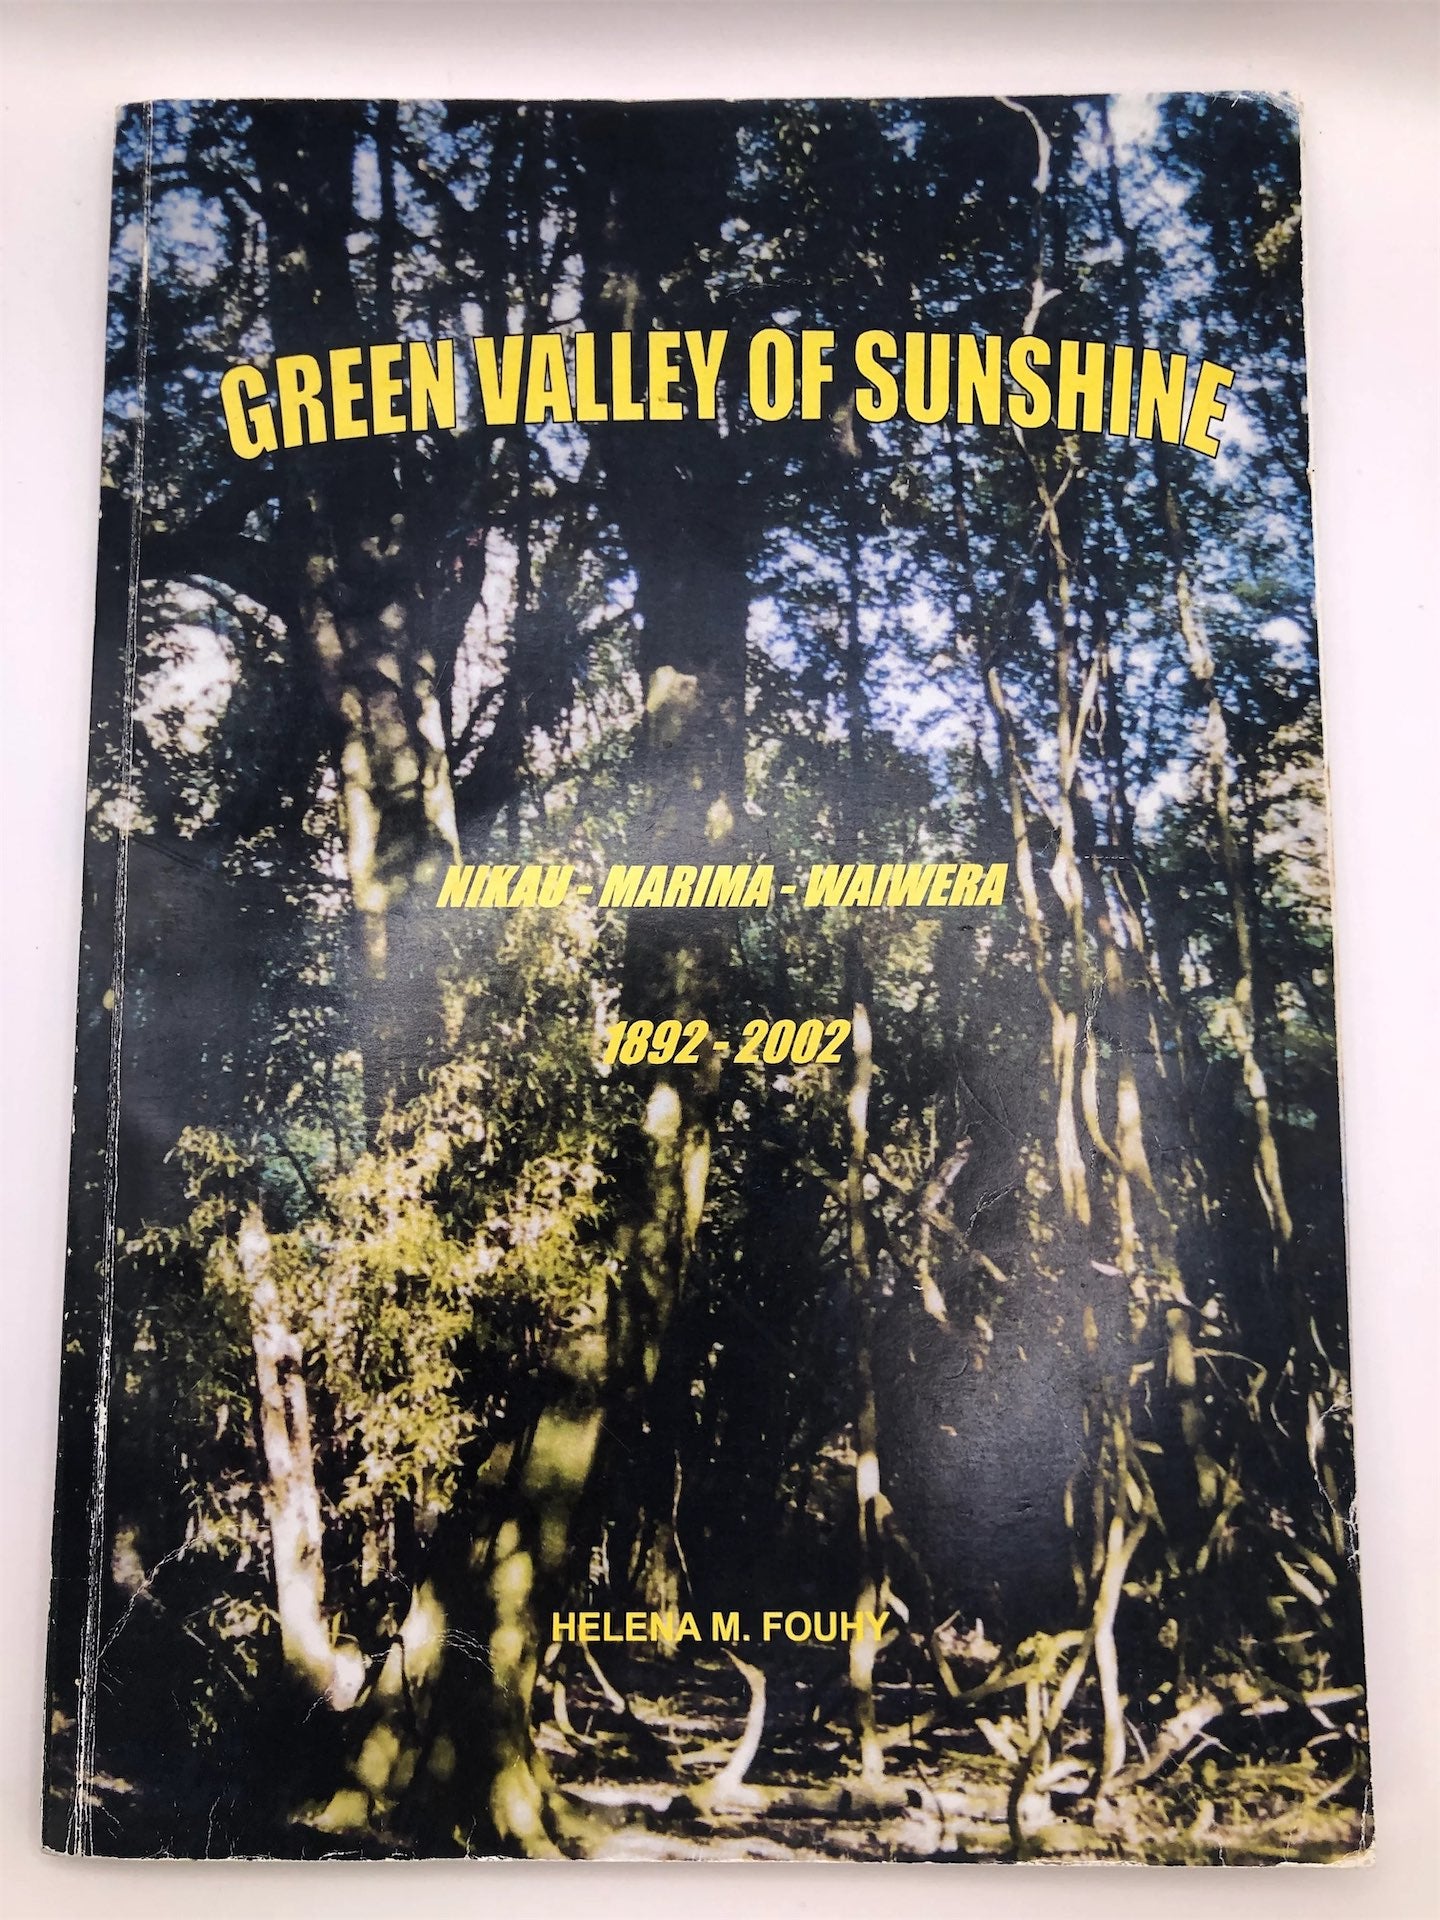 GREEN VALLEY OF SUNSHINE
NIKAU - MARIMA - WAIWERA
1892 - 2002
HELENA M. FOUHY